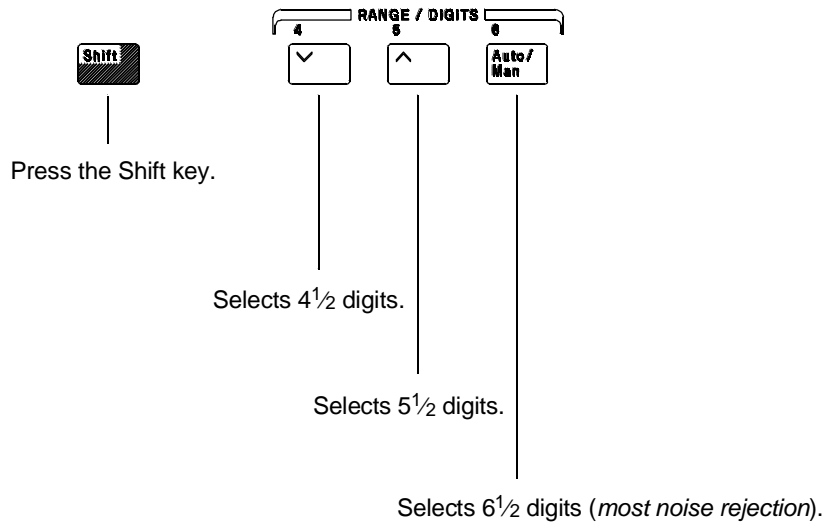 RANGE / DIGITS
4 5 6
Shift
Auto/
Man
Press the Shift key.
Selects 4½ digits.
Selects 5½ digits.
Selects 6½ digits (most noise rejection).